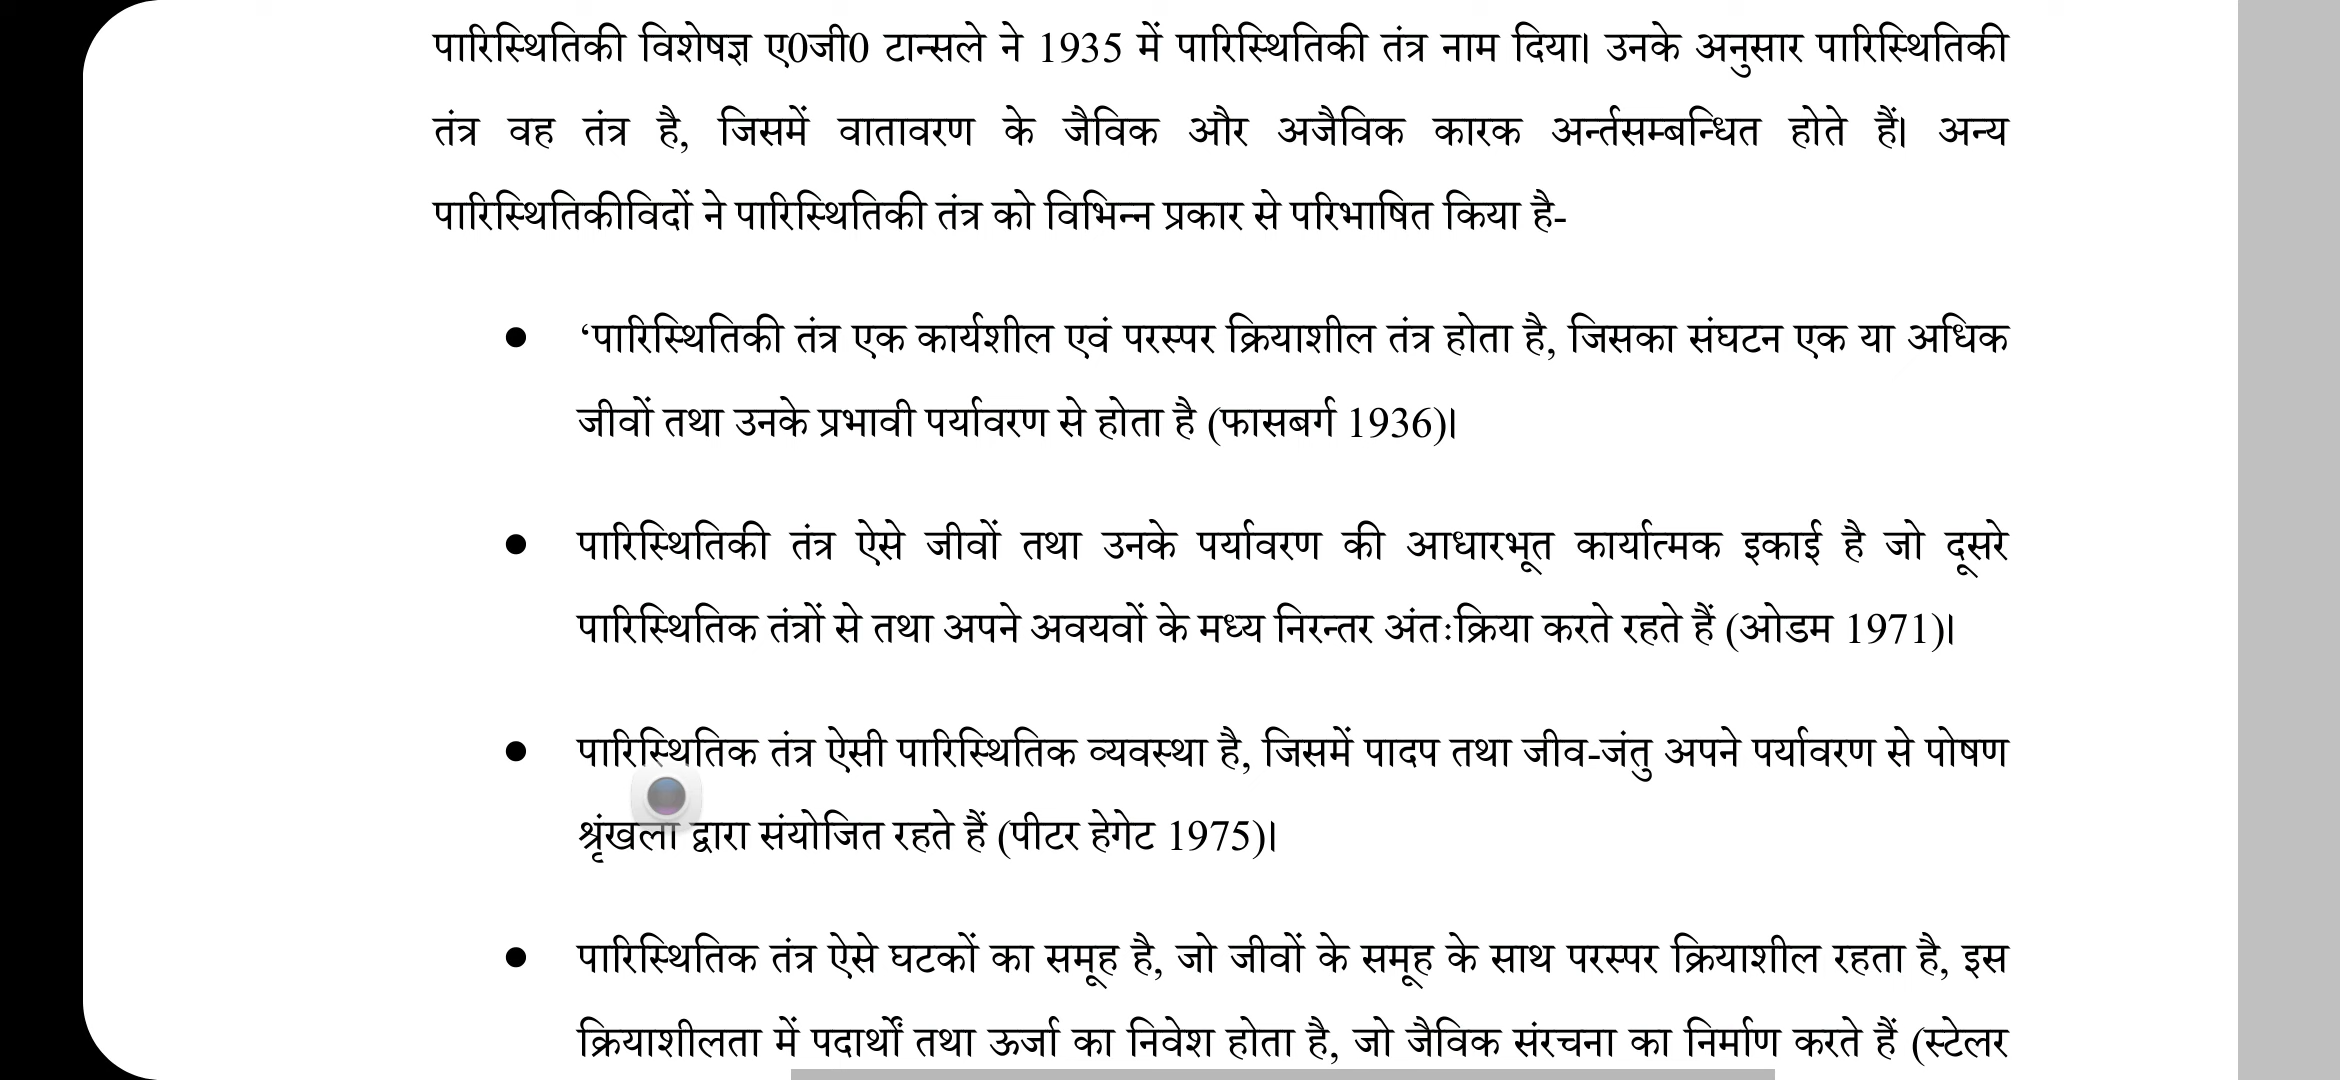 पारिस्थितिकी विशेषज्ञ ए0जी0 टान्सले ने 1935 में पारिस्थितिकी तंत्र नाम दिया। उनके अनुसार पारिस्थितिकी
तंत्र वह तंत्र है, जिसमें वातावरण के जैविक और अजैविक कारक अर्न्तसम्बन्धित होते हैं। अन्य
पारिस्थितिकीविदों ने पारिस्थितिकी तंत्र को विभिन्न प्रकार से परिभाषित किया है-
● ‘पारिस्थितिकी तंत्र एक कार्यशील एवं परस्पर क्रियाशील तंत्र होता है, जिसका संघटन एक या अधिक
जीवों तथा उनके प्रभावी पर्यावरण से होता है (फासबर्ग 1936)।
● पारिस्थितिकी तंत्र ऐसे जीवों तथा उनके पर्यावरण की आधारभूत कार्यात्मक इकाई है जो दूसरे
पारिस्थितिक तंत्रों से तथा अपने अवयवों के मध्य निरन्तर अंतःक्रिया करते रहते हैं (ओडम 1971)।
● पारिस्थितिक तंत्र ऐसी पारिस्थितिक व्यवस्था है, जिसमें पादप तथा जीव-जंतु अपने पर्यावरण से पोषण
श्रृंखला द्वारा संयोजित रहते हैं (पीटर हेगेट 1975)।
● पारिस्थितिक तंत्र ऐसे घटकों का समूह है, जो जीवों के समूह के साथ परस्पर क्रियाशील रहता है, इस
क्रियाशीलता में पदार्थों तथा ऊर्जा का निवेश होता है, जो जैविक संरचना का निर्माण करते हैं (स्टेलर